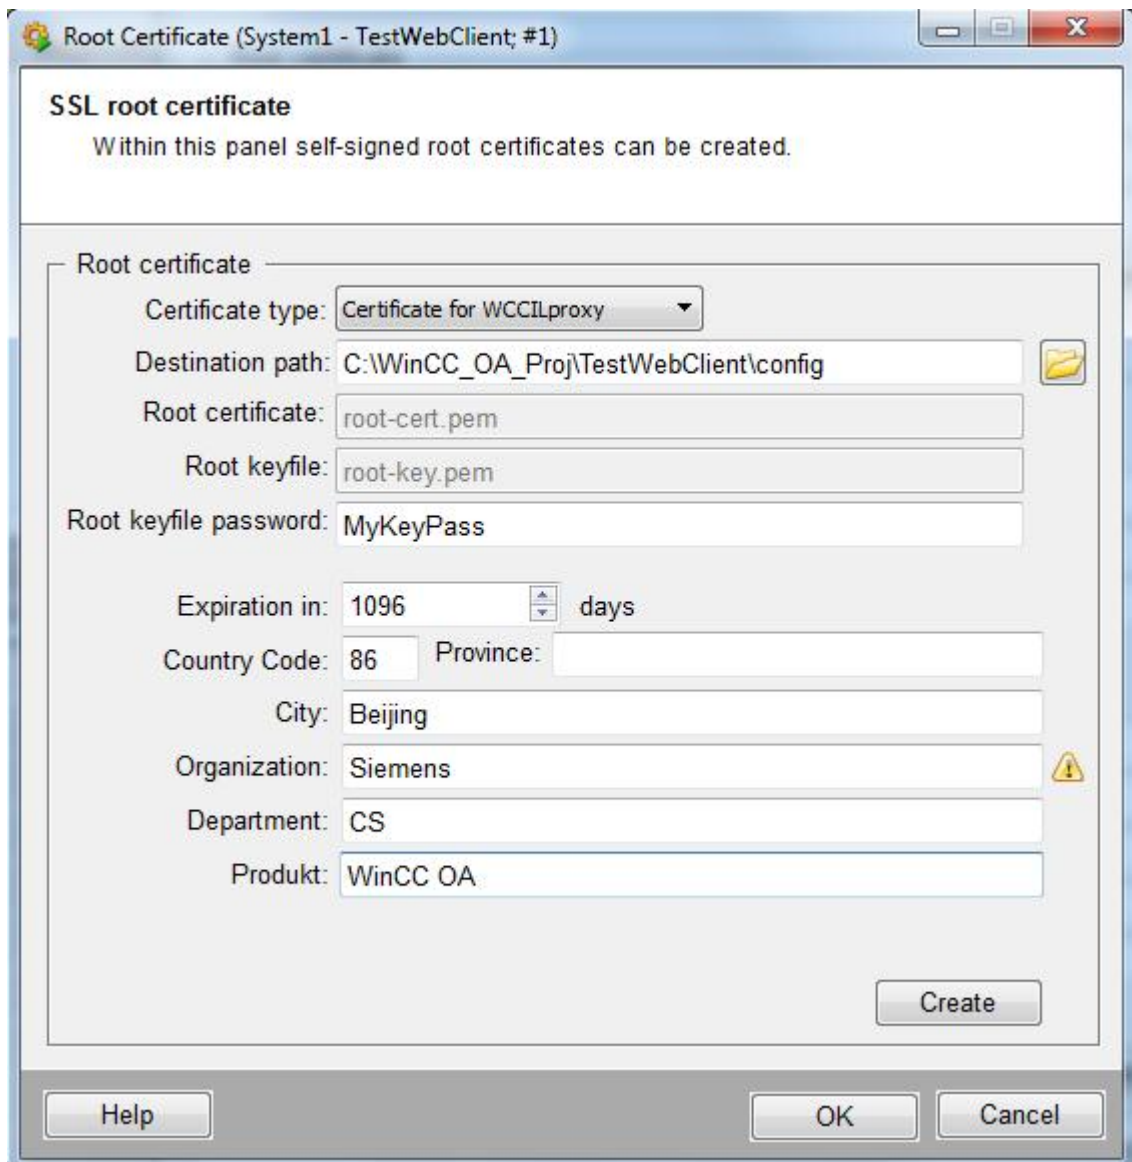 Root Certificate (System1 - TestWebClient; #1)
SSL root certificate
Within this panel self-signed root certificates can be created.
Root certificate
Certificate type: Certificate for WCCILproxy
Destination path: C:\WinCC_OA_Proj\TestWebClient\config
Root certificate: root-cert.pem
Root keyfile: root-key.pem
Root keyfile password: MyKeyPass
Expiration in: 1096 days
Country Code: 86 Province:
City: Beijing
Organization: Siemens
Department: CS
Produkt: WinCC OA
Create
Help OK Cancel